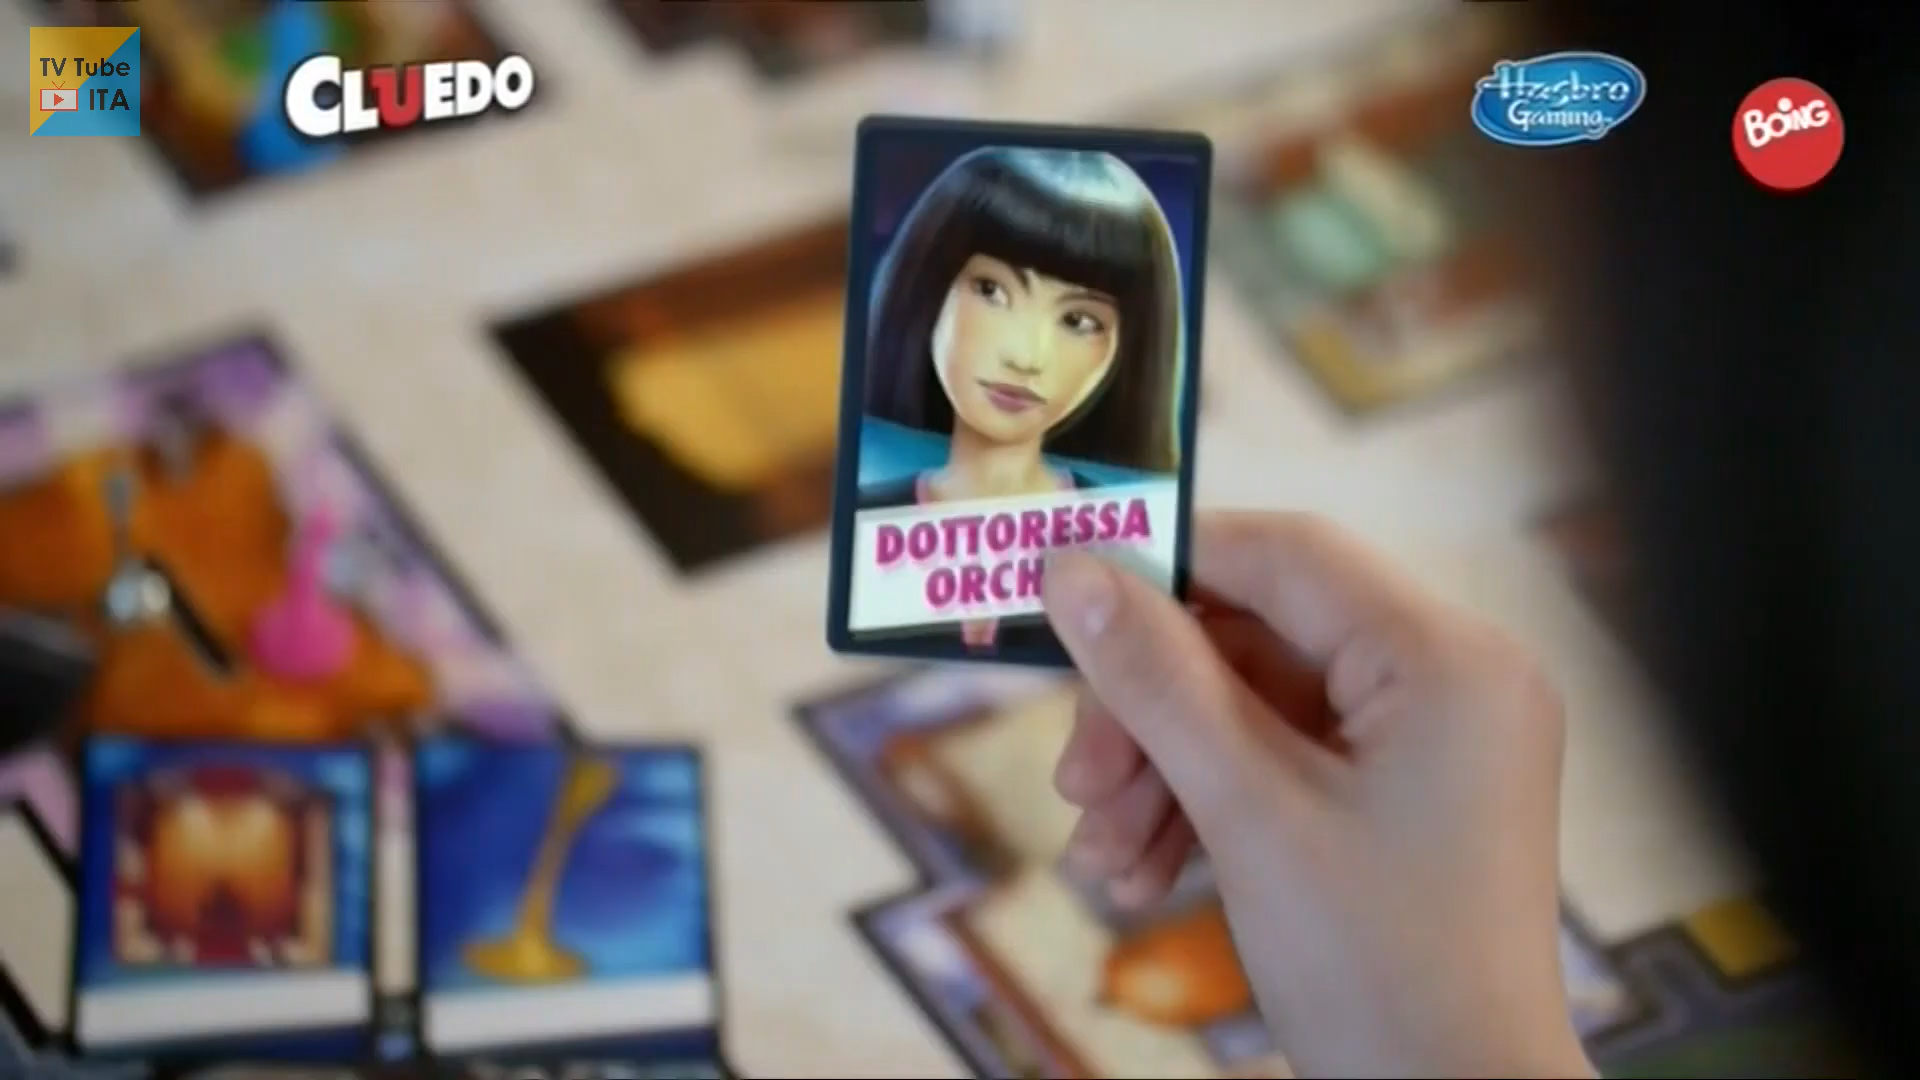 TV Tube
ITA
CLUEDO
Hasbro
Gaming
BOING
DOTTORESSA
ORCH